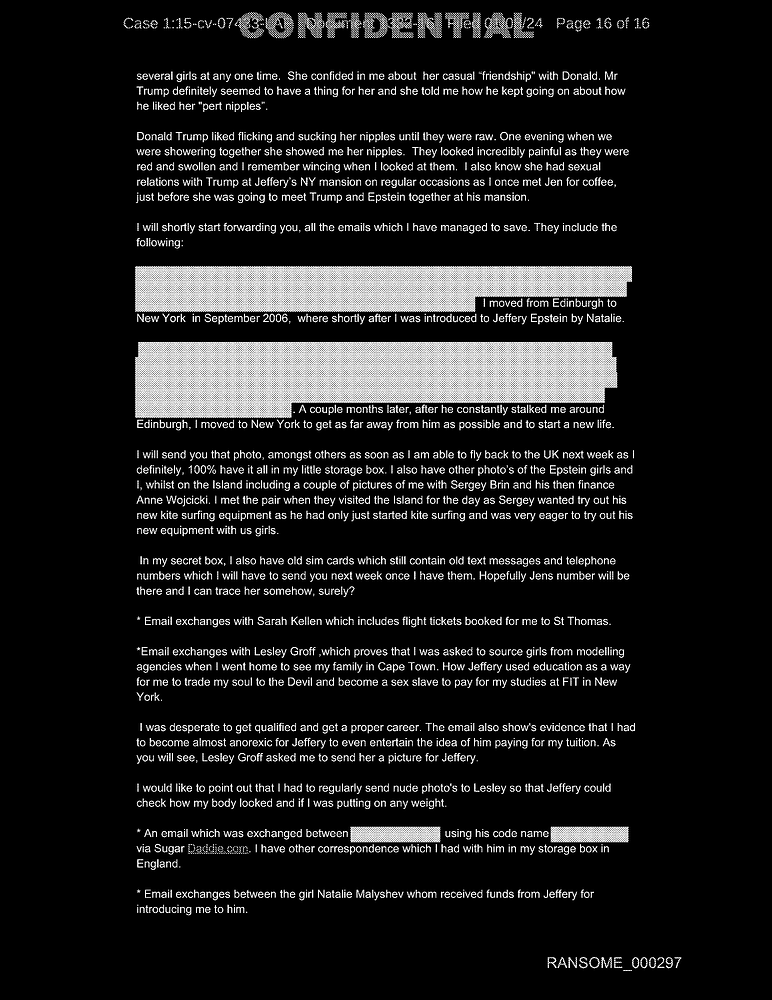 Case 1:15-cv-07433-LAP Document 1332-16 Filed 01/08/24 Page 16 of 16
CONFIDENTIAL
several girls at any one time. She confided in me about her casual "friendship" with Donald. Mr
Trump definitely seemed to have a thing for her and she told me how he kept going on about how
he liked her "pert nipples".
Donald Trump liked flicking and sucking her nipples until they were raw. One evening when we
were showering together she showed me her nipples. They looked incredibly painful as they were
red and swollen and I remember wincing when I looked at them. I also know she had sexual
relations with Trump at Jeffery's NY mansion on regular occasions as I once met Jen for coffee,
just before she was going to meet Trump and Epstein together at his mansion.
I will shortly start forwarding you, all the emails which I have managed to save. They include the
following:
I moved from Edinburgh to
New York in September 2006, where shortly after I was introduced to Jeffery Epstein by Natalie.
. A couple months later, after he constantly stalked me around
Edinburgh, I moved to New York to get as far away from him as possible and to start a new life.
I will send you that photo, amongst others as soon as I am able to fly back to the UK next week as I
definitely, 100% have it all in my little storage box. I also have other photo's of the Epstein girls and
I, whilst on the Island including a couple of pictures of me with Sergey Brin and his then finance
Anne Wojcicki. I met the pair when they visited the Island for the day as Sergey wanted try out his
new kite surfing equipment as he had only just started kite surfing and was very eager to try out his
new equipment with us girls.
In my secret box, I also have old sim cards which still contain old text messages and telephone
numbers which I will have to send you next week once I have them. Hopefully Jens number will be
there and I can trace her somehow, surely?
* Email exchanges with Sarah Kellen which includes flight tickets booked for me to St Thomas.
*Email exchanges with Lesley Groff ,which proves that I was asked to source girls from modelling
agencies when I went home to see my family in Cape Town. How Jeffery used education as a way
for me to trade my soul to the Devil and become a sex slave to pay for my studies at FIT in New
York.
I was desperate to get qualified and get a proper career. The email also show's evidence that I had
to become almost anorexic for Jeffery to even entertain the idea of him paying for my tuition. As
you will see, Lesley Groff asked me to send her a picture for Jeffery.
I would like to point out that I had to regularly send nude photo's to Lesley so that Jeffery could
check how my body looked and if I was putting on any weight.
* An email which was exchanged between using his code name
via Sugar Daddie.com. I have other correspondence which I had with him in my storage box in
England.
* Email exchanges between the girl Natalie Malyshev whom received funds from Jeffery for
introducing me to him.
RANSOME_000297